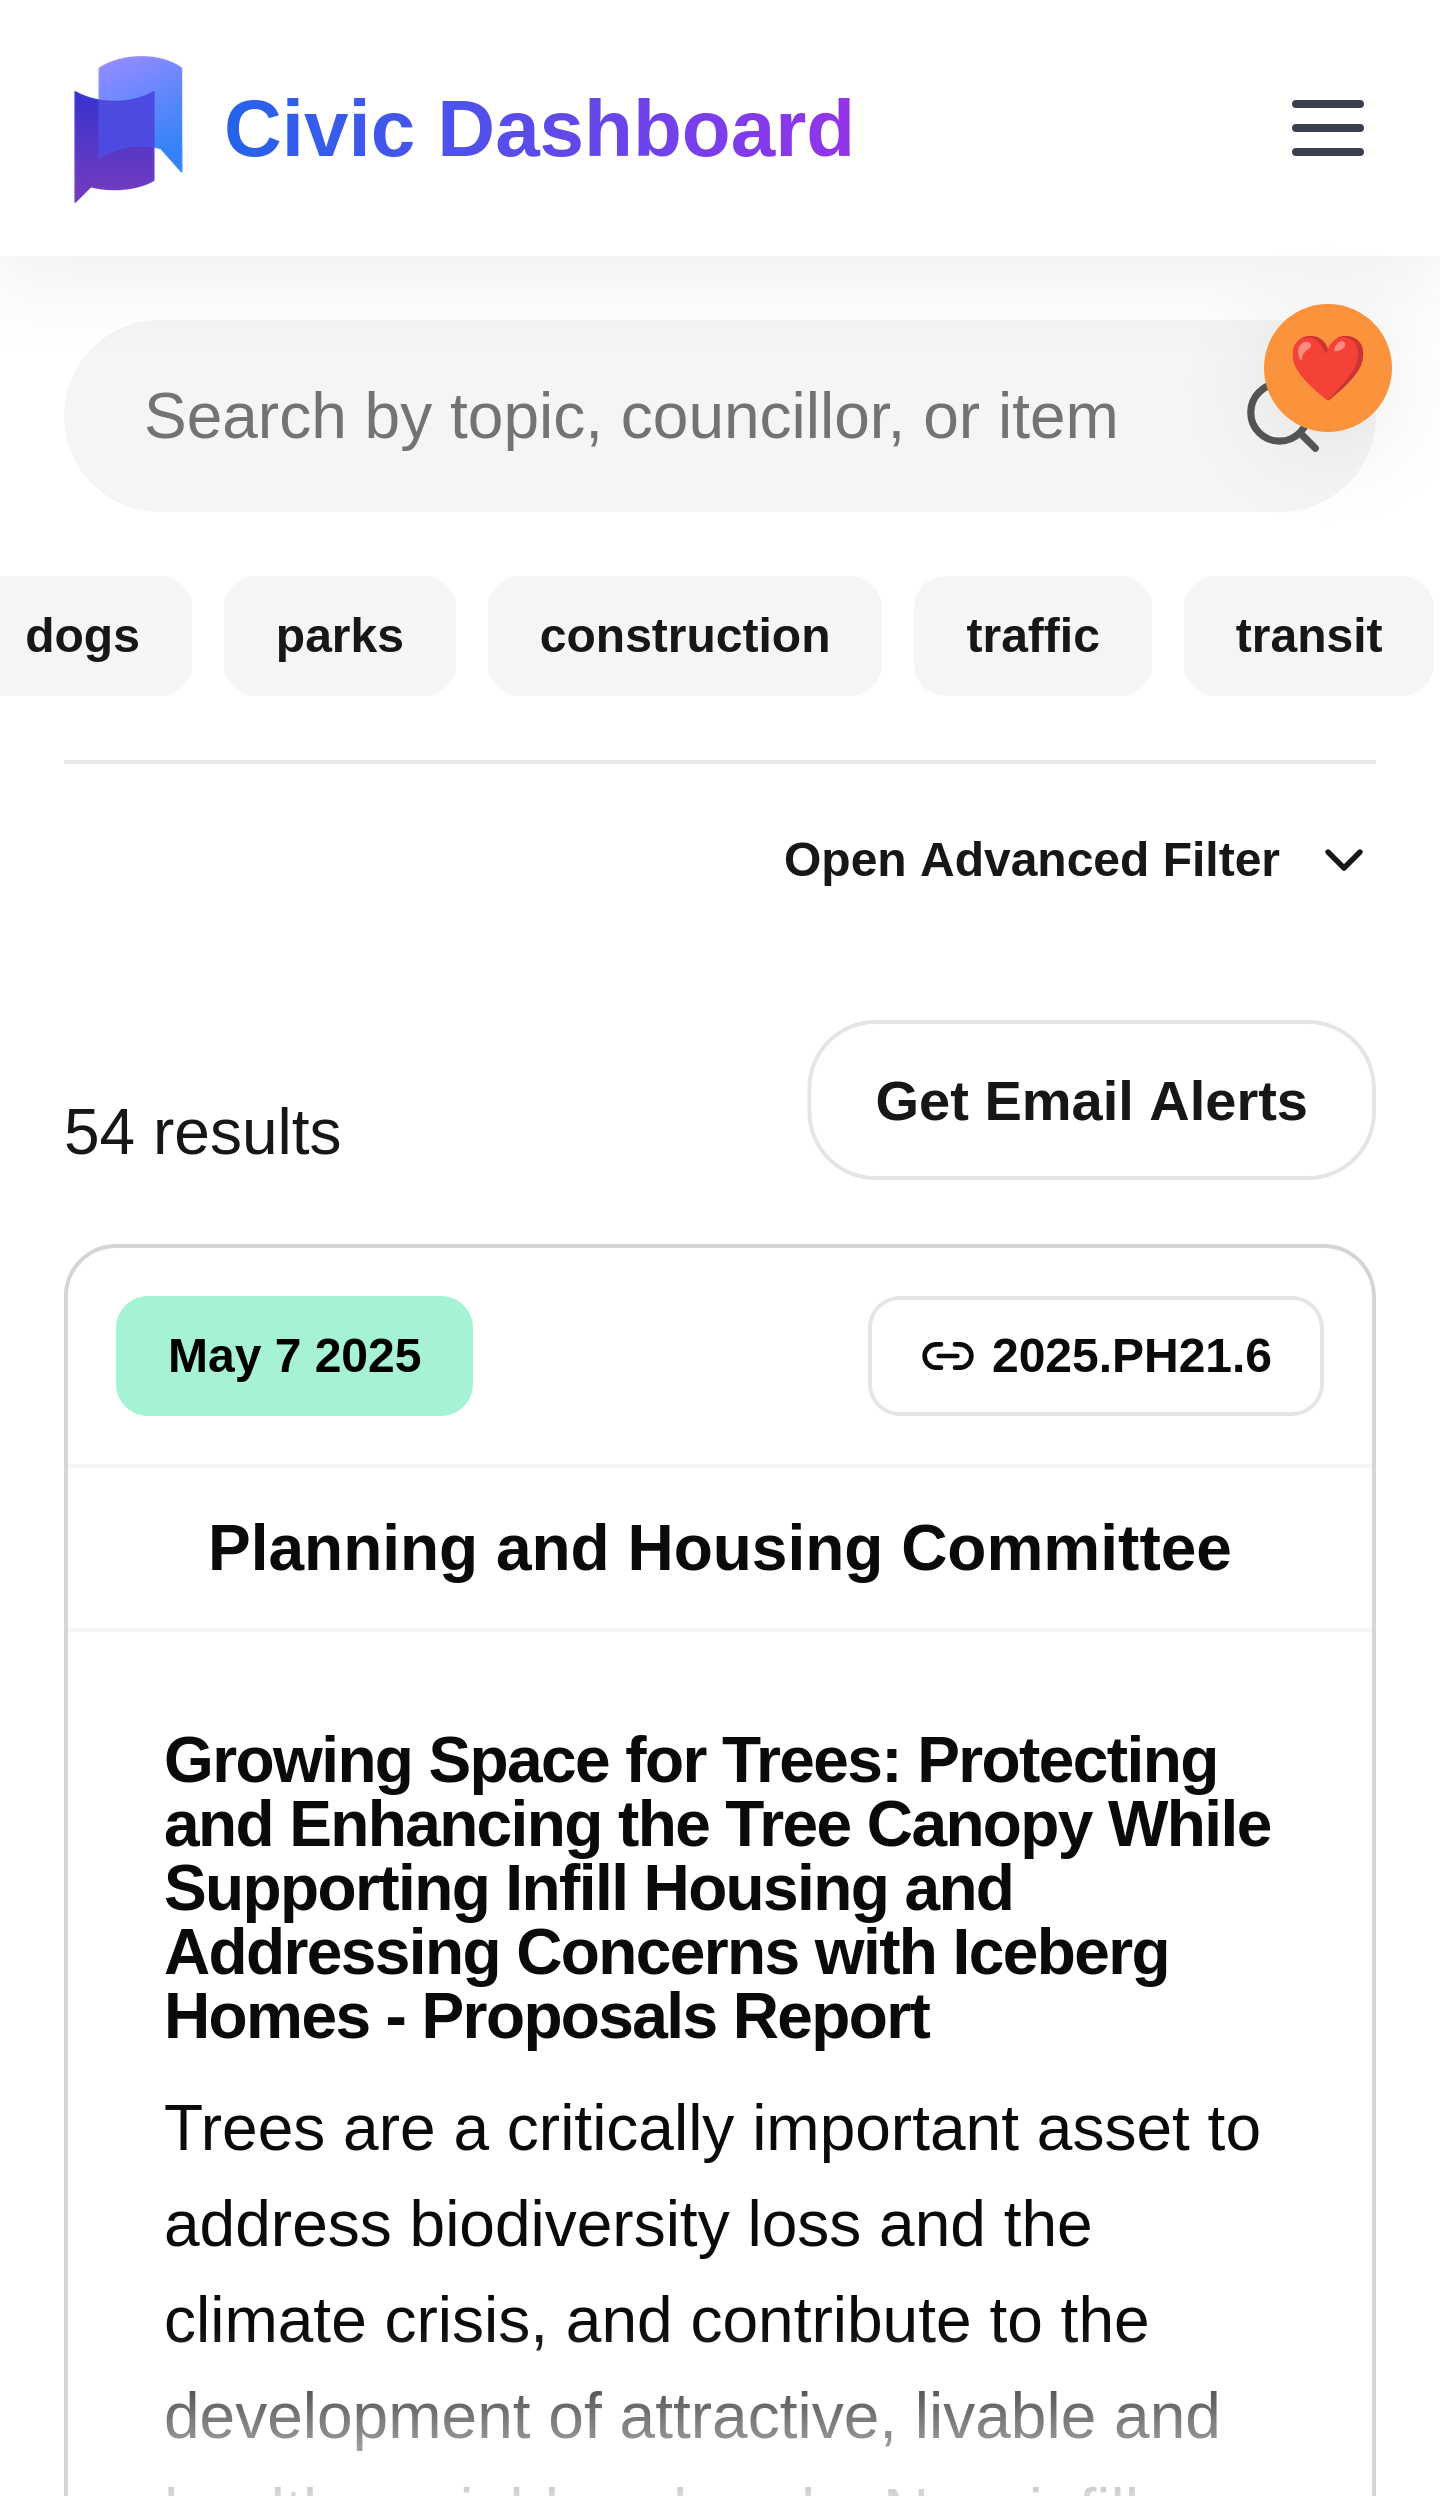 Civic Dashboard
Search by topic, councillor, or item
dogs parks construction traffic transit
Open Advanced Filter
Get Email Alerts
54 results
May 7 2025 2025.PH21.6
Planning and Housing Committee
Growing Space for Trees: Protecting
and Enhancing the Tree Canopy While
Supporting Infill Housing and
Addressing Concerns with Iceberg
Homes - Proposals Report
Trees are a critically important asset to
address biodiversity loss and the
climate crisis, and contribute to the
development of attractive, livable and